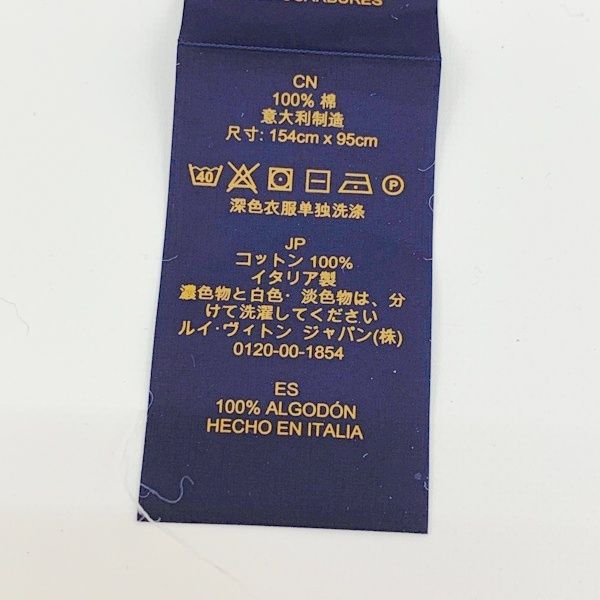 CN
100% 棉
意大利制造
尺寸: 154cm x 95cm
40 P
深色衣服单独洗涤
JP
コットン 100%
イタリア製
濃色物と白色· 淡色物は、分
けて洗濯してください
ルイ·ヴィトン ジャパン(株)
0120-00-1854
ES
100% ALGODÓN
HECHO EN ITALIA